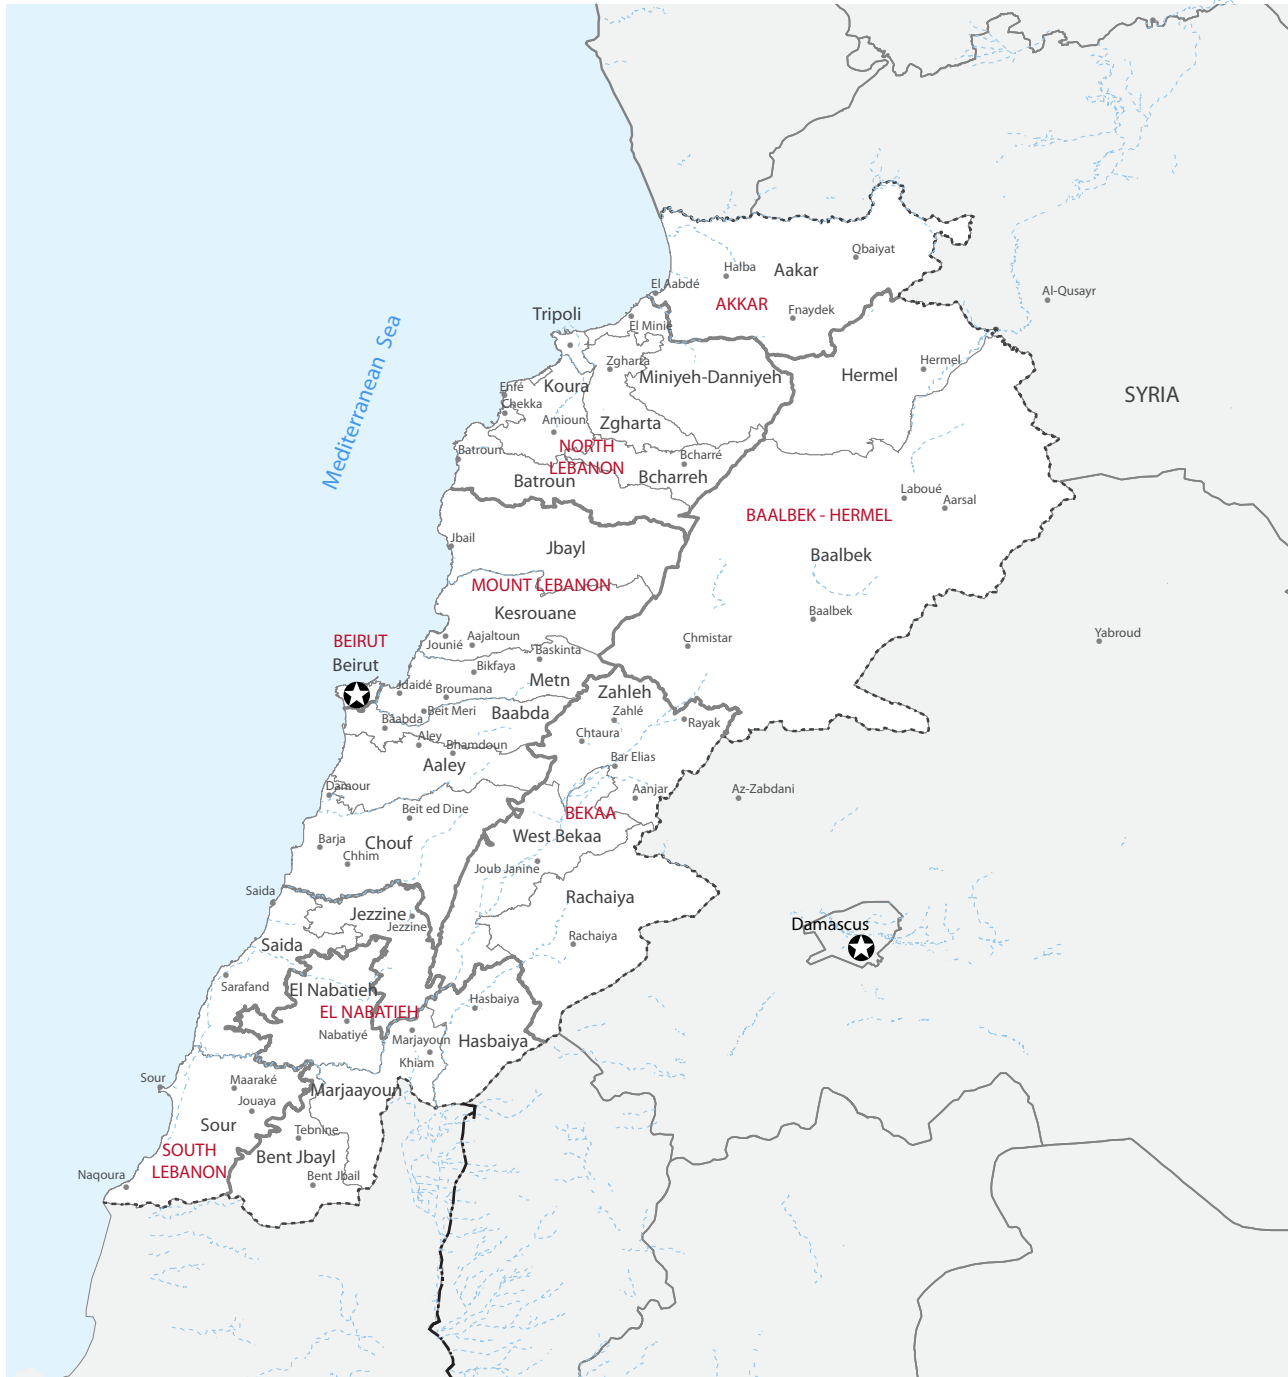 Qbaiyat
Halba
Aakar
El Aabdé
Al-Qusayr
AKKAR
Fnaydek
Tripoli
El Minié
Mediterranean Sea
Zgharta
Miniyeh-Danniyeh
Hermel
Hermel
Koura
Enfé
Chekka
SYRIA
Amioun
Zgharta
NORTH
LEBANON
Batroun
Bcharré
Batroun
Bcharreh
Laboué
Aarsal
BAALBEK - HERMEL
Jbail
Jbayl
Baalbek
MOUNT LEBANON
Kesrouane
Baalbek
BEIRUT
Beirut
Jounié
Aajaltoun
Chmistar
Yabroud
Baskinta
Bikfaya
Metn
Jdaidé
Broumana
Zahleh
Beit Meri
Baabda
Zahlé
Baabda
Rayak
Aley
Bhamdoun
Chtaura
Aaley
Bar Elias
Damour
Aanjar
Az-Zabdani
Beit ed Dine
BEKAA
Barja
Chouf
West Bekaa
Chhim
Joub Janine
Saida
Rachaiya
Jezzine
Jezzine
Damascus
Saida
Rachaiya
Sarafand
El Nabatieh
Hasbaiya
EL NABATIEH
Nabatiyé
Marjayoun
Hasbaiya
Khiam
Sour
Maaraké
Marjaayoun
Jouaya
Sour
Tebnine
SOUTH
LEBANON
Bent Jbayl
Naqoura
Bent Jbail